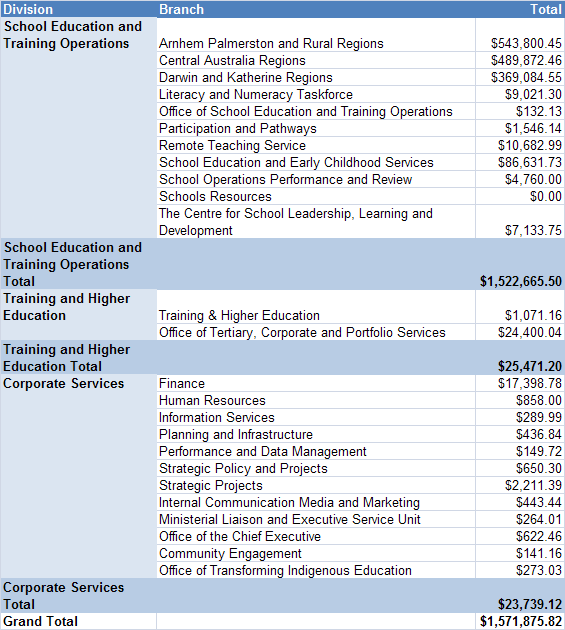 Division Branch Total
School Education and
Training Operations Arnhem Palmerston and Rural Regions $543,800.45
Central Australia Regions $489,872.46
Darwin and Katherine Regions $369,084.55
Literacy and Numeracy Taskforce $9,021.30
Office of School Education and Training Operations $132.13
Participation and Pathways $1,546.14
Remote Teaching Service $10,682.99
School Education and Early Childhood Services $86,631.73
School Operations Performance and Review $4,760.00
Schools Resources $0.00
The Centre for School Leadership, Learning and
Development $7,133.75
School Education and
Training Operations
Total $1,522,665.50
Training and Higher
Education Training & Higher Education $1,071.16
Office of Tertiary, Corporate and Portfolio Services $24,400.04
Training and Higher
Education Total $25,471.20
Corporate Services Finance $17,398.78
Human Resources $858.00
Information Services $289.99
Planning and Infrastructure $436.84
Performance and Data Management $149.72
Strategic Policy and Projects $650.30
Strategic Projects $2,211.39
Internal Communication Media and Marketing $443.44
Ministerial Liaison and Executive Service Unit $264.01
Office of the Chief Executive $622.46
Community Engagement $141.16
Office of Transforming Indigenous Education $273.03
Corporate Services
Total $23,739.12
Grand Total $1,571,875.82